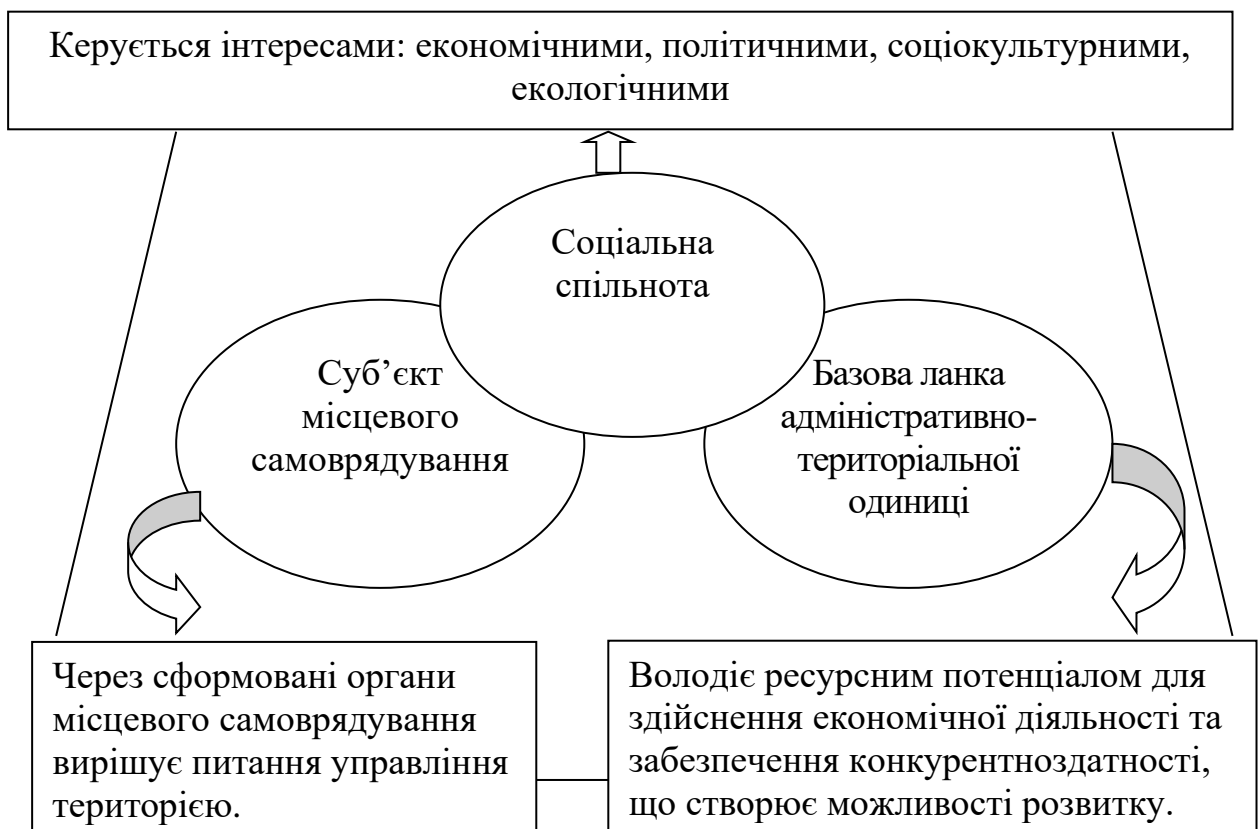 Керується інтересами: економічними, політичними, соціокультурними,
екологічними
Соціальна
спільнота
Суб’єкт
місцевого
самоврядування
Базова ланка
адміністративно-
територіальної
одиниці
Через сформовані органи
місцевого самоврядування
вирішує питання управління
територією.
Володіє ресурсним потенціалом для
здійснення економічної діяльності та
забезпечення конкурентноздатності,
що створює можливості розвитку.